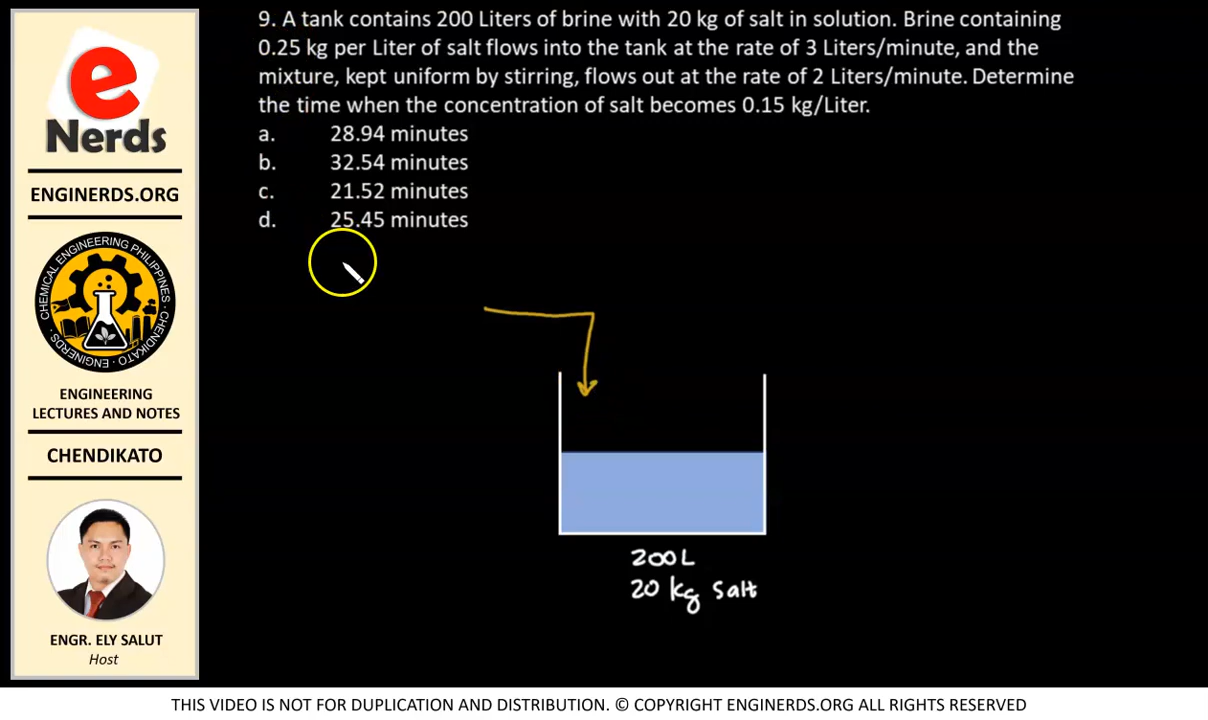 e
Nerds
ENGINERDS.ORG
CHEMICAL ENGINEERING PHILIPPINES
CHENDIKATO · ENGINERDS
ENGINEERING
LECTURES AND NOTES
CHENDIKATO
ENGR. ELY SALUT
Host
9. A tank contains 200 Liters of brine with 20 kg of salt in solution. Brine containing
0.25 kg per Liter of salt flows into the tank at the rate of 3 Liters/minute, and the
mixture, kept uniform by stirring, flows out at the rate of 2 Liters/minute. Determine
the time when the concentration of salt becomes 0.15 kg/Liter.
a. 28.94 minutes
b. 32.54 minutes
c. 21.52 minutes
d. 25.45 minutes
200L
20 kg salt
THIS VIDEO IS NOT FOR DUPLICATION AND DISTRIBUTION. © COPYRIGHT ENGINERDS.ORG ALL RIGHTS RESERVED